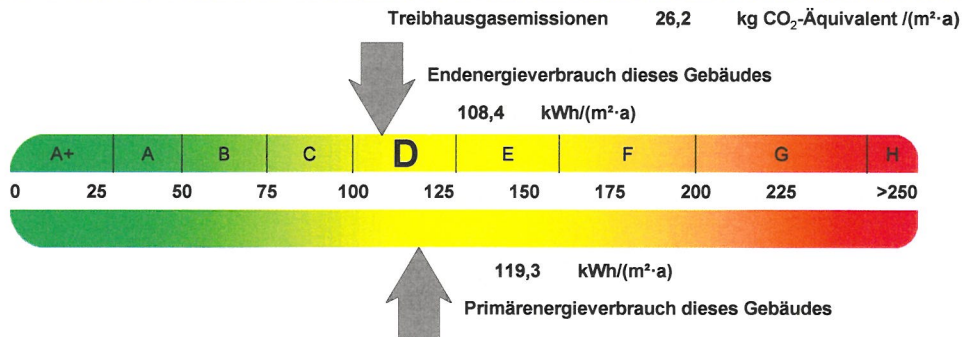 Treibhausgasemissionen 26,2 kg CO₂-Äquivalent /(m²·a)
Endenergieverbrauch dieses Gebäudes
108,4 kWh/(m²·a)
A+ A B C D E F G H
0 25 50 75 100 125 150 175 200 225 >250
119,3 kWh/(m²·a)
Primärenergieverbrauch dieses Gebäudes